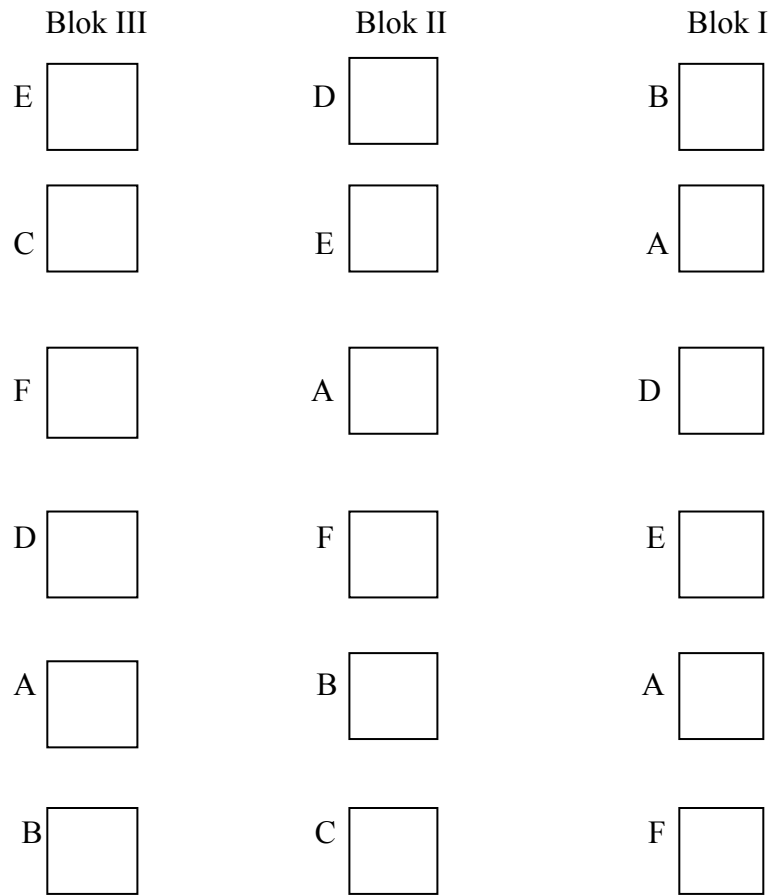 Blok III Blok II Blok I
E D B
C E A
F A D
D F E
A B A
B C F